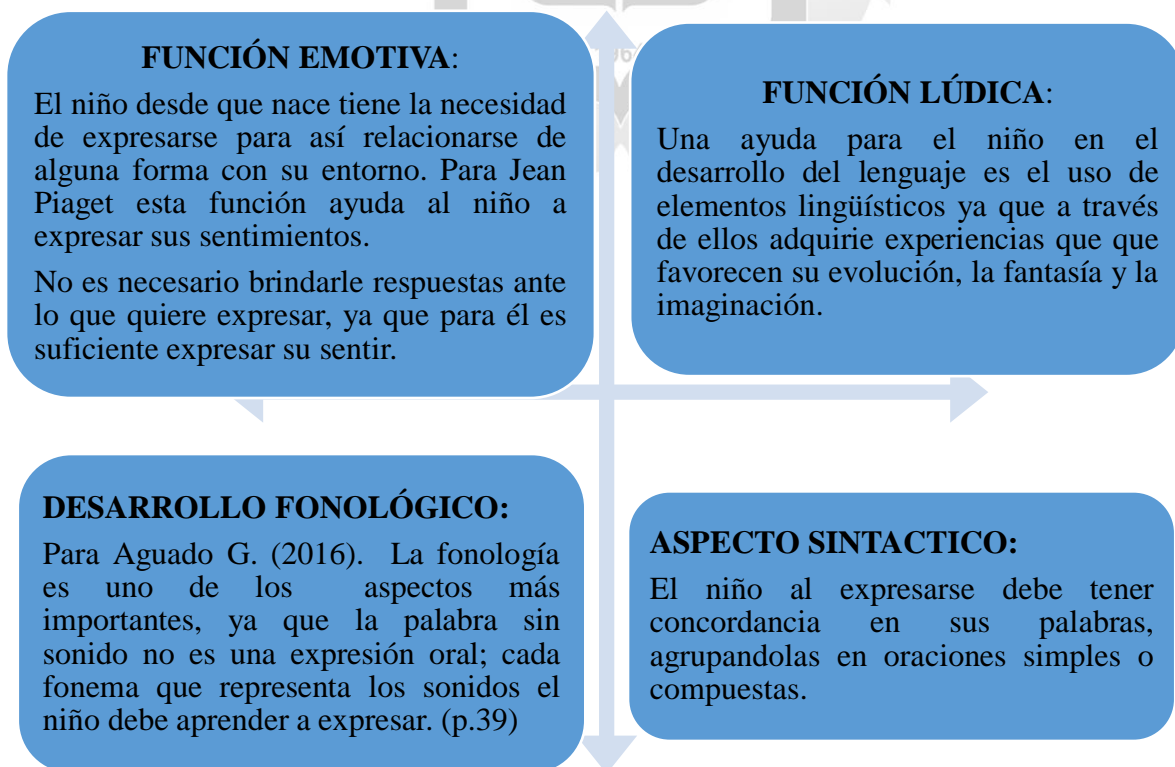 FUNCIÓN EMOTIVA:
El niño desde que nace tiene la necesidad
de expresarse para así relacionarse de
alguna forma con su entorno. Para Jean
Piaget esta función ayuda al niño a
expresar sus sentimientos.
No es necesario brindarle respuestas ante
lo que quiere expresar, ya que para él es
suficiente expresar su sentir.
FUNCIÓN LÚDICA:
Una ayuda para el niño en el
desarrollo del lenguaje es el uso de
elementos lingüísticos ya que a través
de ellos adquirie experiencias que que
favorecen su evolución, la fantasía y la
imaginación.
DESARROLLO FONOLÓGICO:
Para Aguado G. (2016). La fonología
es uno de los aspectos más
importantes, ya que la palabra sin
sonido no es una expresión oral; cada
fonema que representa los sonidos el
niño debe aprender a expresar. (p.39)
ASPECTO SINTACTICO:
El niño al expresarse debe tener
concordancia en sus palabras,
agrupandolas en oraciones simples o
compuestas.